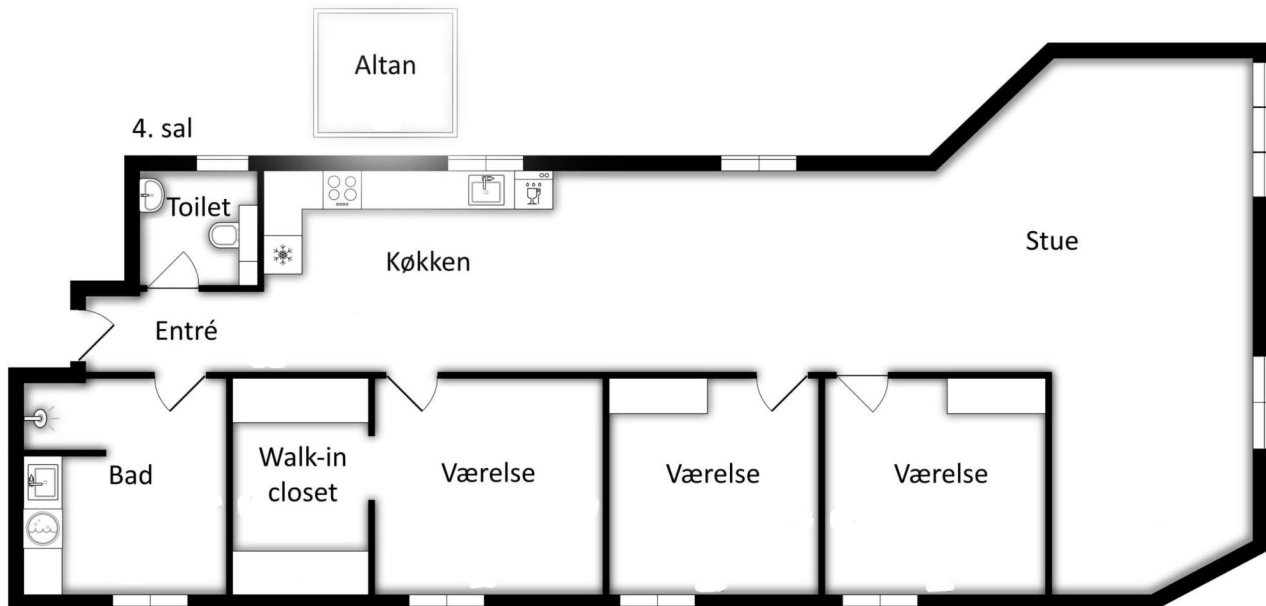 Altan
4. sal
Toilet
Køkken
Stue
Entré
Bad
Walk-in
closet
Værelse
Værelse
Værelse